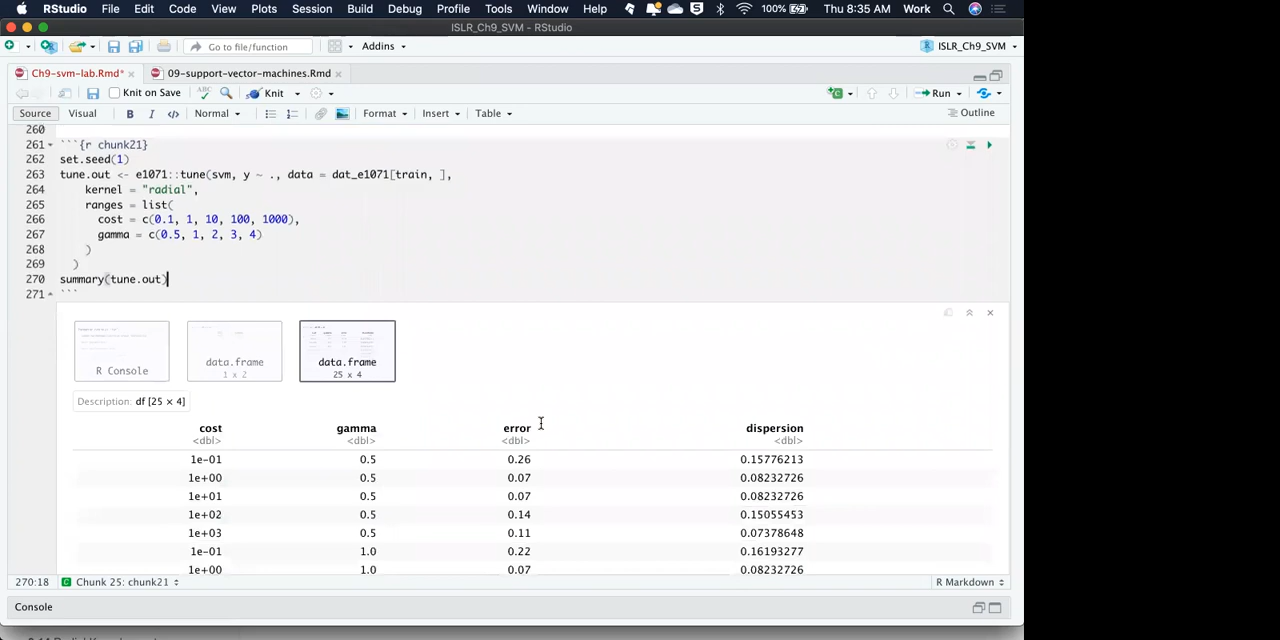 RStudio File Edit Code View Plots Session Build Debug Profile Tools Window Help 100% Thu 8:35 AM Work
ISLR_Ch9_SVM - RStudio
Go to file/function Addins ISLR_Ch9_SVM
Ch9-svm-lab.Rmd* 09-support-vector-machines.Rmd
Knit on Save ABC Knit Run
Source Visual B I </> Normal Format Insert Table Outline
260
261 ```{r chunk21}
262 set.seed(1)
263 tune.out <- e1071::tune(svm, y ~ ., data = dat_e1071[train, ],
264 kernel = "radial",
265 ranges = list(
266 cost = c(0.1, 1, 10, 100, 1000),
267 gamma = c(0.5, 1, 2, 3, 4)
268 )
269 )
270 summary(tune.out)
271 ```
R Console
data.frame
1 x 2
data.frame
25 x 4
Description: df [25 × 4]
cost gamma error dispersion
<dbl> <dbl> <dbl> <dbl>
1e-01 0.5 0.26 0.15776213
1e+00 0.5 0.07 0.08232726
1e+01 0.5 0.07 0.08232726
1e+02 0.5 0.14 0.15055453
1e+03 0.5 0.11 0.07378648
1e-01 1.0 0.22 0.16193277
1e+00 1.0 0.07 0.08232726
270:18 Chunk 25: chunk21 R Markdown
Console